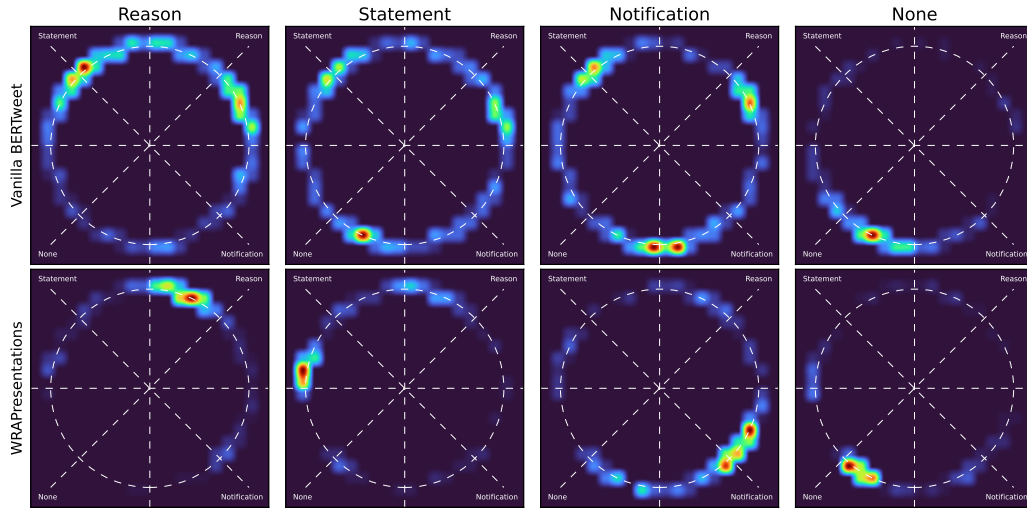 Reason Statement Notification None
Vanilla BERTweet
Statement Reason Statement Reason Statement Reason Statement Reason
None Notification None Notification None Notification None Notification
WRAPresentations
Statement Reason Statement Reason Statement Reason Statement Reason
None Notification None Notification None Notification None Notification